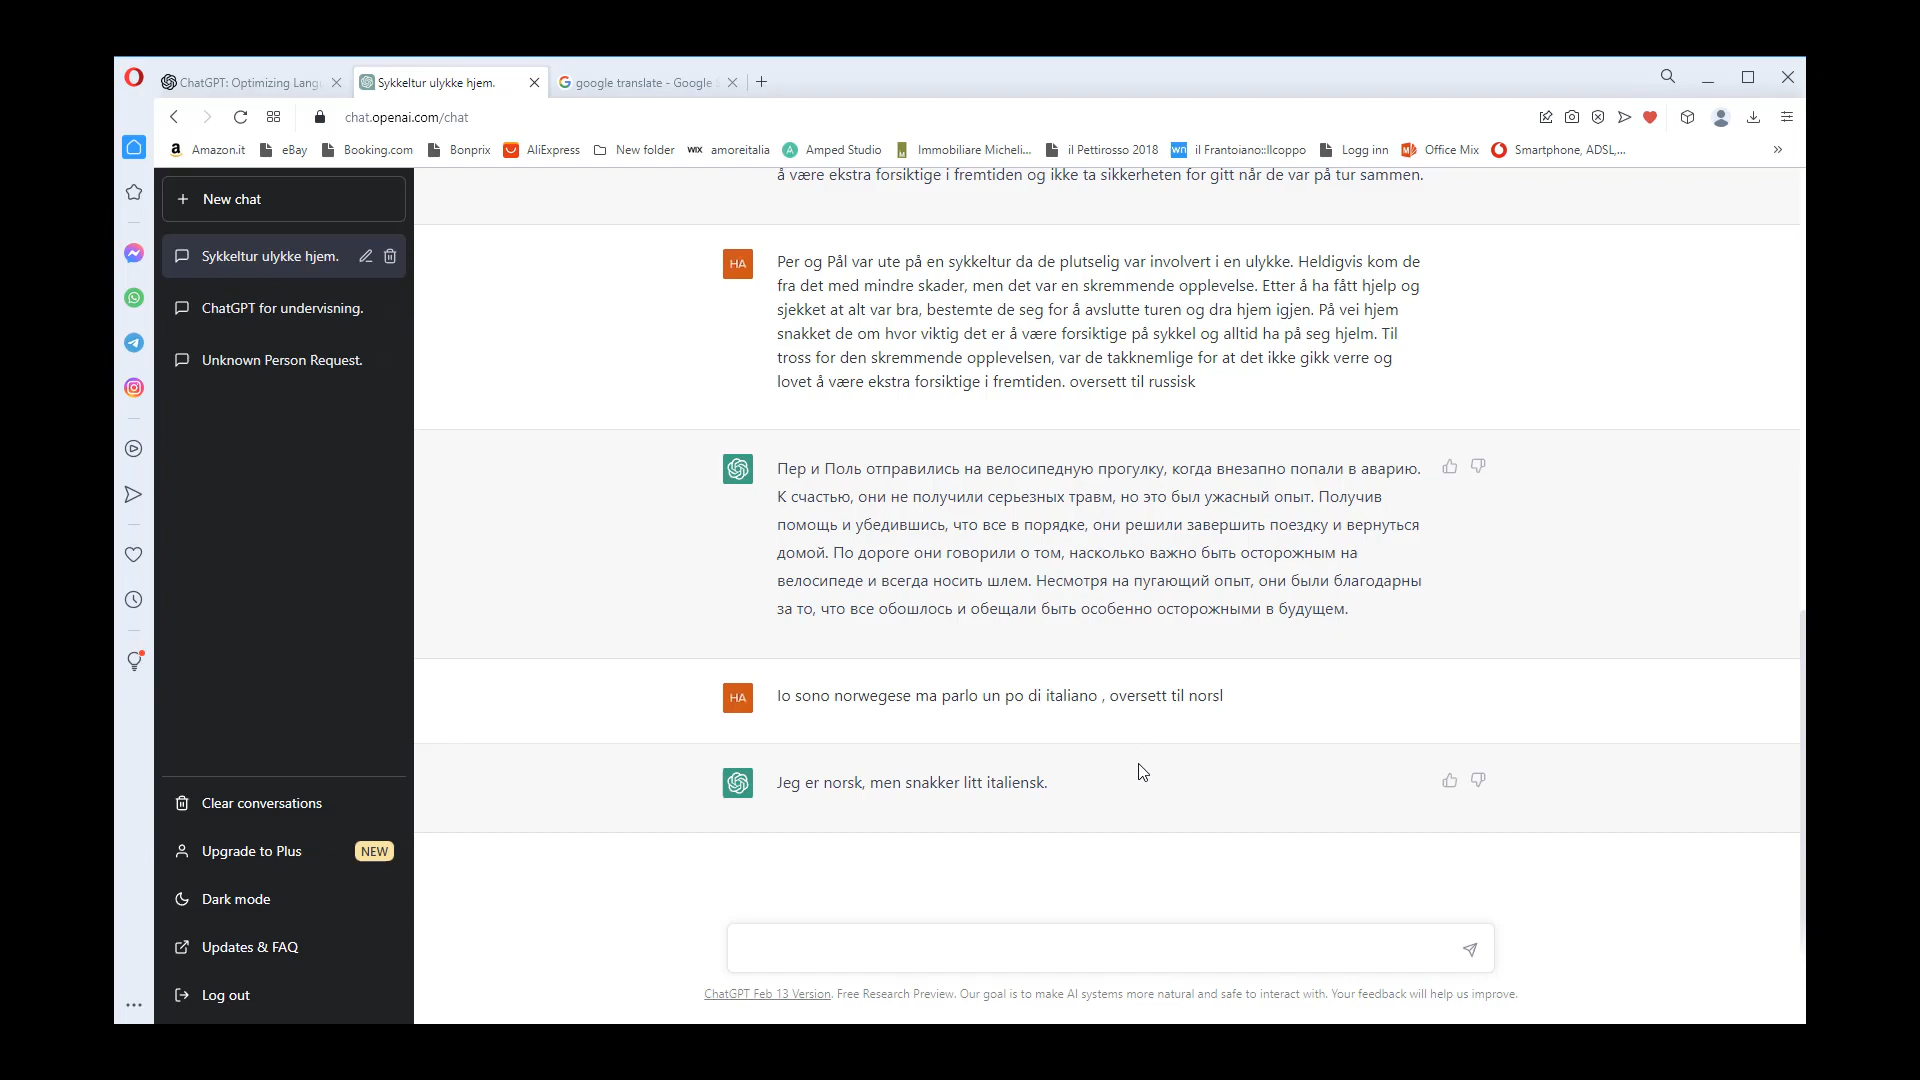 ChatGPT: Optimizing Langu
Sykkeltur ulykke hjem.
google translate - Google S
chat.openai.com/chat
Amazon.it
eBay
Booking.com
Bonprix
AliExpress
New folder
WIX amoreitalia
A Amped Studio
Immobiliare Micheli...
il Pettirosso 2018
wn il Frantoiano::Ilcoppo
Logg inn
Office Mix
Smartphone, ADSL,...
New chat
Sykkeltur ulykke hjem.
ChatGPT for undervisning.
Unknown Person Request.
Clear conversations
Upgrade to Plus NEW
Dark mode
Updates & FAQ
Log out
å være ekstra forsiktige i fremtiden og ikke ta sikkerheten for gitt når de var på tur sammen.
HA
Per og Pål var ute på en sykkeltur da de plutselig var involvert i en ulykke. Heldigvis kom de
fra det med mindre skader, men det var en skremmende opplevelse. Etter å ha fått hjelp og
sjekket at alt var bra, bestemte de seg for å avslutte turen og dra hjem igjen. På vei hjem
snakket de om hvor viktig det er å være forsiktige på sykkel og alltid ha på seg hjelm. Til
tross for den skremmende opplevelsen, var de takknemlige for at det ikke gikk verre og
lovet å være ekstra forsiktige i fremtiden. oversett til russisk
Пер и Поль отправились на велосипедную прогулку, когда внезапно попали в аварию.
К счастью, они не получили серьезных травм, но это был ужасный опыт. Получив
помощь и убедившись, что все в порядке, они решили завершить поездку и вернуться
домой. По дороге они говорили о том, насколько важно быть осторожным на
велосипеде и всегда носить шлем. Несмотря на пугающий опыт, они были благодарны
за то, что все обошлось и обещали быть особенно осторожными в будущем.
HA
Io sono norwegese ma parlo un po di italiano , oversett til norsl
Jeg er norsk, men snakker litt italiensk.
ChatGPT Feb 13 Version. Free Research Preview. Our goal is to make AI systems more natural and safe to interact with. Your feedback will help us improve.